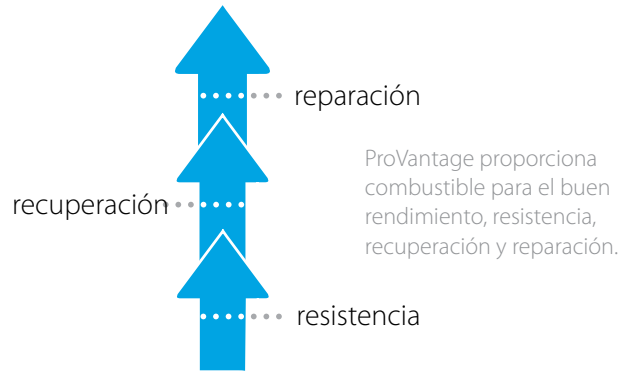 reparación
ProVantage proporciona
combustible para el buen
rendimiento, resistencia,
recuperación y reparación.
recuperación
resistencia